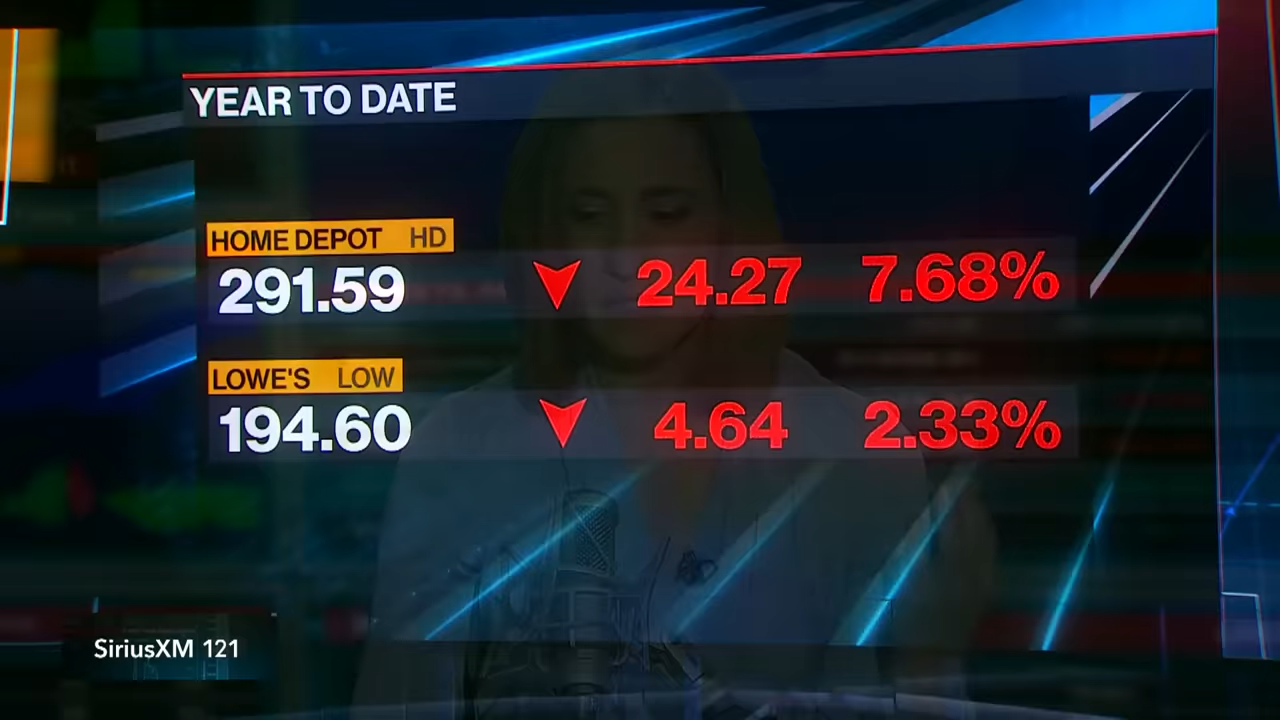 YEAR TO DATE
HOME DEPOT HD
291.59 24.27 7.68%
LOWE'S LOW
194.60 4.64 2.33%
SiriusXM 121